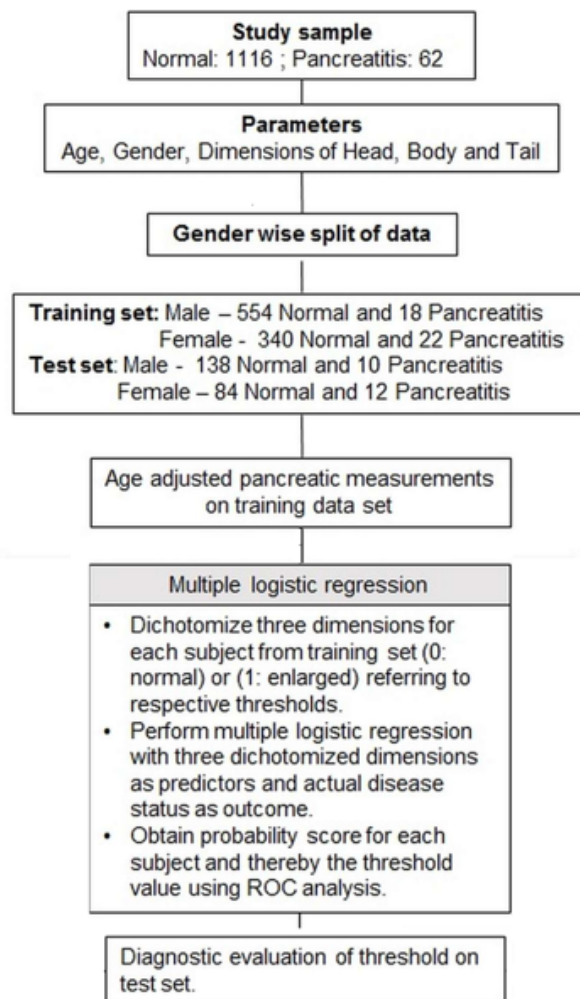 Study sample
Normal: 1116 ; Pancreatitis: 62
Parameters
Age, Gender, Dimensions of Head, Body and Tail
Gender wise split of data
Training set: Male – 554 Normal and 18 Pancreatitis
Female - 340 Normal and 22 Pancreatitis
Test set: Male - 138 Normal and 10 Pancreatitis
Female – 84 Normal and 12 Pancreatitis
Age adjusted pancreatic measurements
on training data set
Multiple logistic regression
• Dichotomize three dimensions for
each subject from training set (0:
normal) or (1: enlarged) referring to
respective thresholds.
• Perform multiple logistic regression
with three dichotomized dimensions
as predictors and actual disease
status as outcome.
• Obtain probability score for each
subject and thereby the threshold
value using ROC analysis.
Diagnostic evaluation of threshold on
test set.